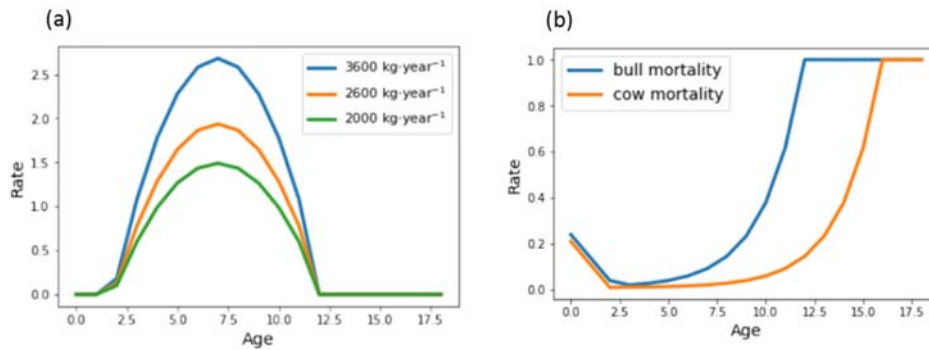 (a)
(b)
3600 kg·year⁻¹
2600 kg·year⁻¹
2000 kg·year⁻¹
2.5
2.0
1.5
1.0
0.5
0.0
Rate
0.0 2.5 5.0 7.5 10.0 12.5 15.0 17.5
Age
bull mortality
cow mortality
1.0
0.8
0.6
0.4
0.2
0.0
Rate
0.0 2.5 5.0 7.5 10.0 12.5 15.0 17.5
Age